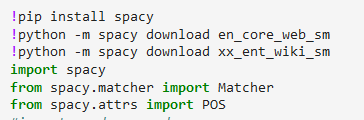 !pip install spacy
!python -m spacy download en_core_web_sm
!python -m spacy download xx_ent_wiki_sm
import spacy
from spacy.matcher import Matcher
from spacy.attrs import POS